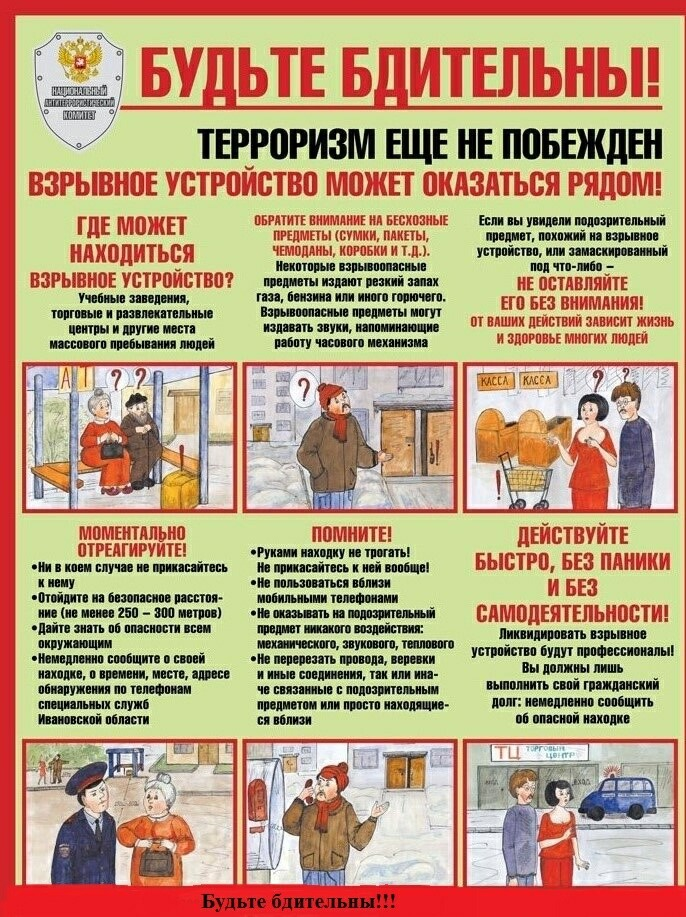 НАЦИОНАЛЬНЫЙ
АНТИТЕРРОРИСТИЧЕСКИЙ
КОМИТЕТ
БУДЬТЕ БДИТЕЛЬНЫ!
ТЕРРОРИЗМ ЕЩЕ НЕ ПОБЕЖДЕН
ВЗРЫВНОЕ УСТРОЙСТВО МОЖЕТ ОКАЗАТЬСЯ РЯДОМ!
ГДЕ МОЖЕТ
НАХОДИТЬСЯ
ВЗРЫВНОЕ УСТРОЙСТВО?
Учебные заведения,
торговые и развлекательные
центры и другие места
массового пребывания людей
ОБРАТИТЕ ВНИМАНИЕ НА БЕСХОЗНЫЕ
ПРЕДМЕТЫ (СУМКИ, ПАКЕТЫ,
ЧЕМОДАНЫ, КОРОБКИ И Т.Д.).
Некоторые взрывоопасные
предметы издают резкий запах
газа, бензина или иного горючего.
Взрывоопасные предметы могут
издавать звуки, напоминающие
работу часового механизма
Если вы увидели подозрительный
предмет, похожий на взрывное
устройство, или замаскированный
под что-либо –
НЕ ОСТАВЛЯЙТЕ
ЕГО БЕЗ ВНИМАНИЯ!
ОТ ВАШИХ ДЕЙСТВИЙ ЗАВИСИТ ЖИЗНЬ
И ЗДОРОВЬЕ МНОГИХ ЛЮДЕЙ
А Т ? ?
?
!
КАССА КАССА ? ?
!
МОМЕНТАЛЬНО
ОТРЕАГИРУЙТЕ!
•Ни в коем случае не прикасайтесь
к нему
•Отойдите на безопасное расстоя-
ние (не менее 250 – 300 метров)
•Дайте знать об опасности всем
окружающим
•Немедленно сообщите о своей
находке, о времени, месте, адресе
обнаружения по телефонам
специальных служб
Ивановской области
ПОМНИТЕ!
•Руками находку не трогать!
Не прикасайтесь к ней вообще!
•Не пользоваться вблизи
мобильными телефонами
•Не оказывать на подозрительный
предмет никакого воздействия:
механического, звукового, теплового
•Не перерезать провода, веревки
и иные соединения, так или ина-
че связанные с подозрительным
предметом или просто находящие-
ся вблизи
ДЕЙСТВУЙТЕ
БЫСТРО, БЕЗ ПАНИКИ
И БЕЗ
САМОДЕЯТЕЛЬНОСТИ!
Ликвидировать взрывное
устройство будут профессионалы!
Вы должны лишь
выполнить свой гражданский
долг: немедленно сообщить
об опасной находке
ТЦ ТОРГОВЫЙ
ЦЕНТР
ВХОД
Будьте бдительны!!!